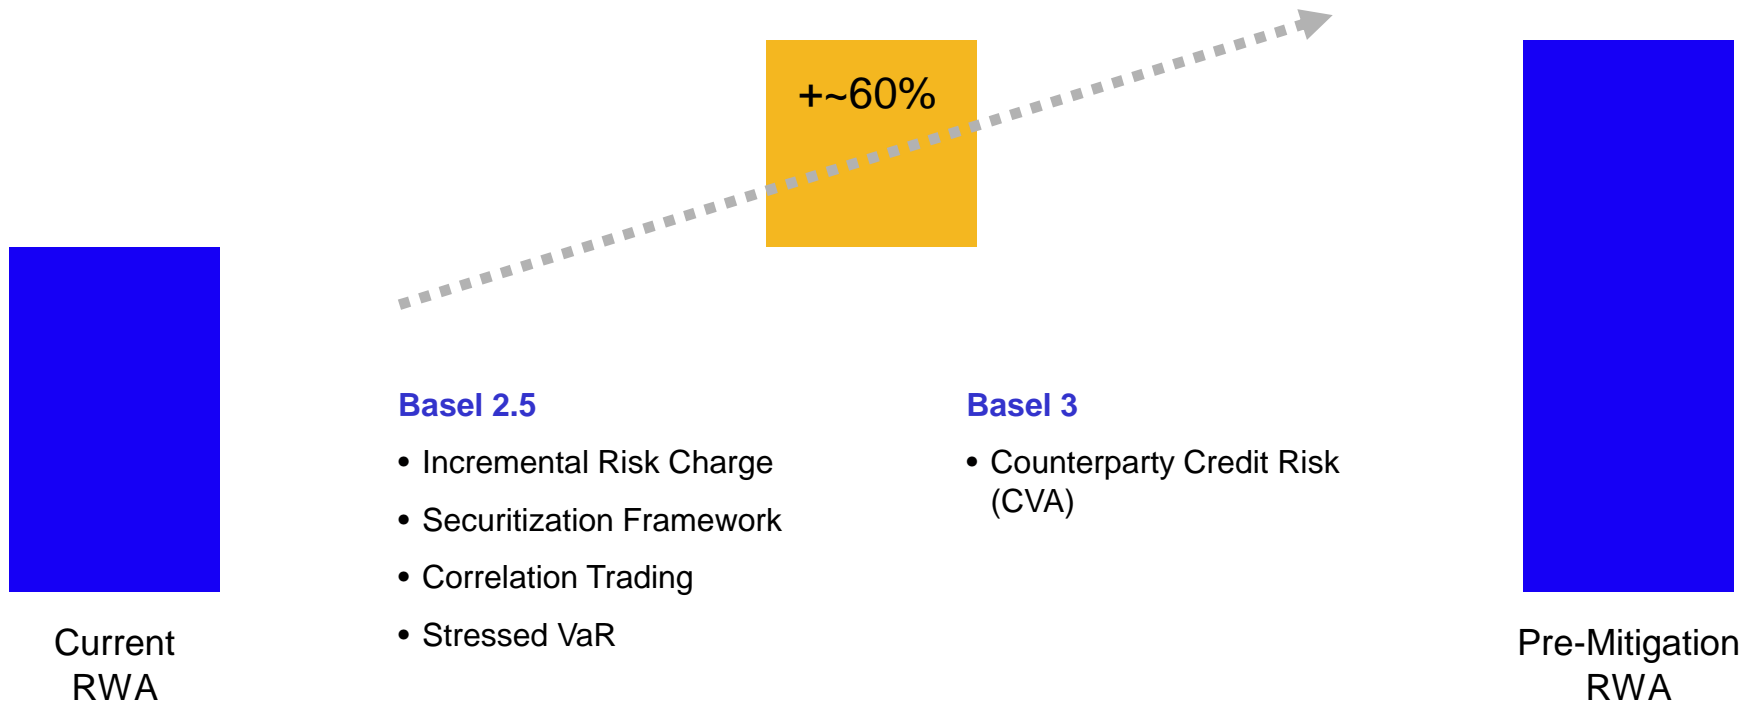 +~60%
Basel 2.5
• Incremental Risk Charge
• Securitization Framework
• Correlation Trading
• Stressed VaR
Basel 3
• Counterparty Credit Risk
(CVA)
Current
RWA
Pre-Mitigation
RWA